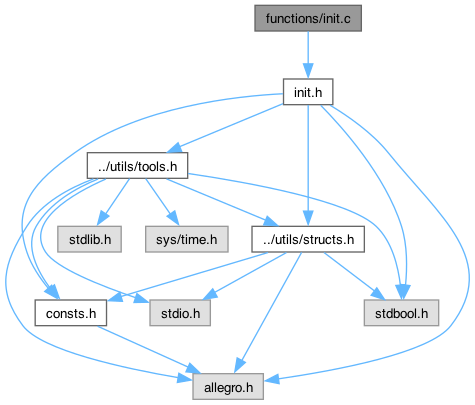 functions/init.c
init.h
../utils/tools.h
stdlib.h
sys/time.h
../utils/structs.h
consts.h
stdio.h
stdbool.h
allegro.h